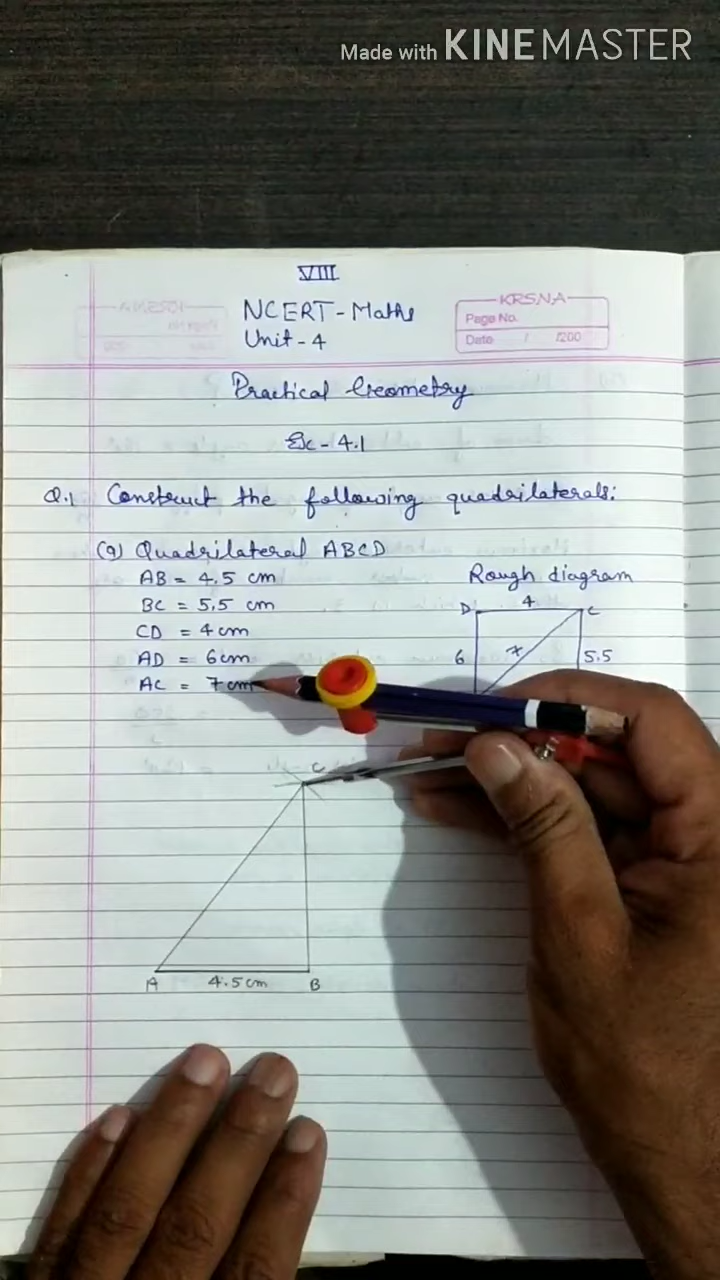 Made with KINEMASTER
VIII
NCERT - Maths
Unit - 4
KRSNA
Page No.
Date / /200
Practical Geometry
Ex - 4.1
Q.1 Construct the following quadrilaterals:
(a) Quadrilateral ABCD
AB = 4.5 cm
BC = 5.5 cm
CD = 4 cm
AD = 6 cm
AC = 7 cm
Rough diagram
D 4 C
6 7 5.5
C
A 4.5 cm B